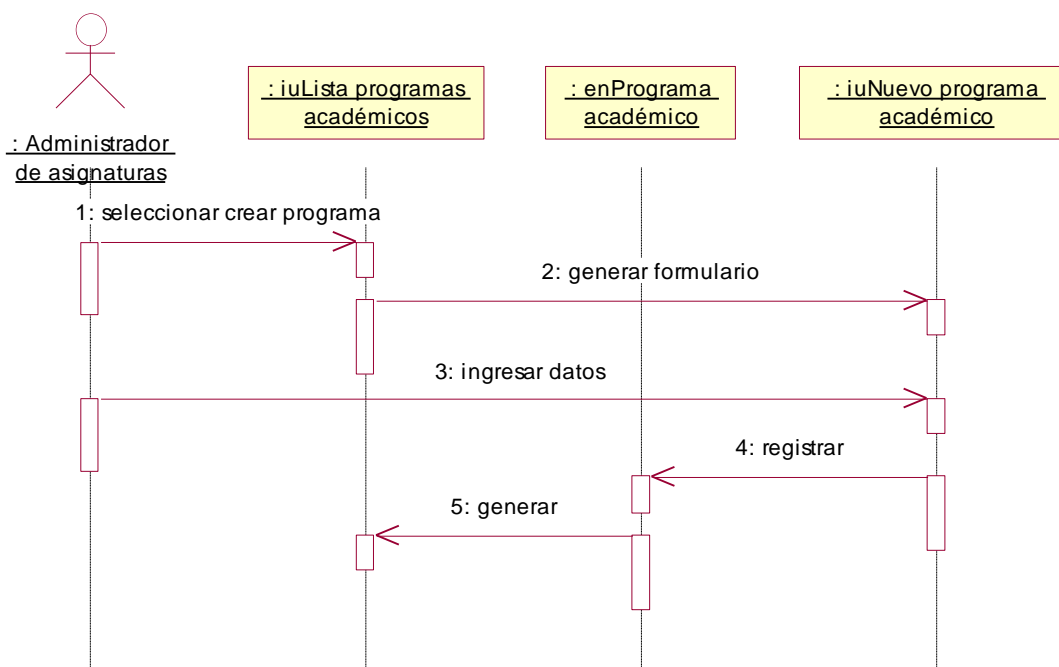 : iuLista programas
académicos
: enPrograma
académico
: iuNuevo programa
académico
: Administrador
de asignaturas
1: seleccionar crear programa
2: generar formulario
3: ingresar datos
4: registrar
5: generar